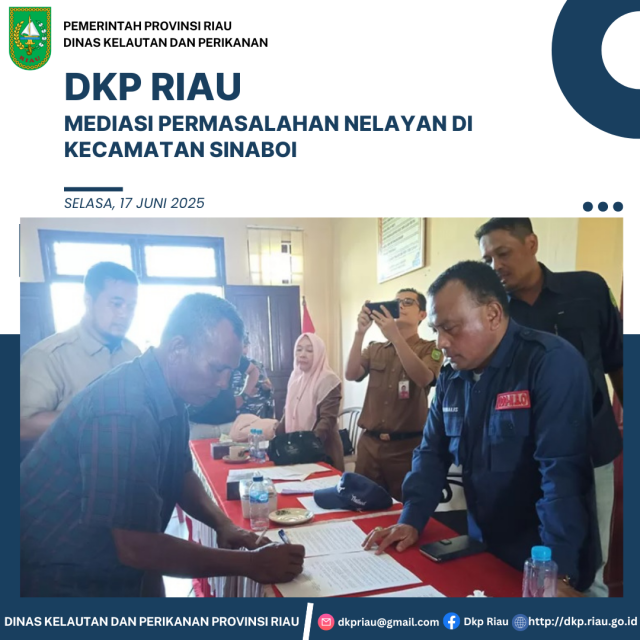 PEMERINTAH PROVINSI RIAU
DINAS KELAUTAN DAN PERIKANAN
RIAU
DKP RIAU
MEDIASI PERMASALAHAN NELAYAN DI
KECAMATAN SINABOI
SELASA, 17 JUNI 2025
DINAS KELAUTAN DAN PERIKANAN PROVINSI RIAU
dkpriau@gmail.com
Dkp Riau
http://dkp.riau.go.id